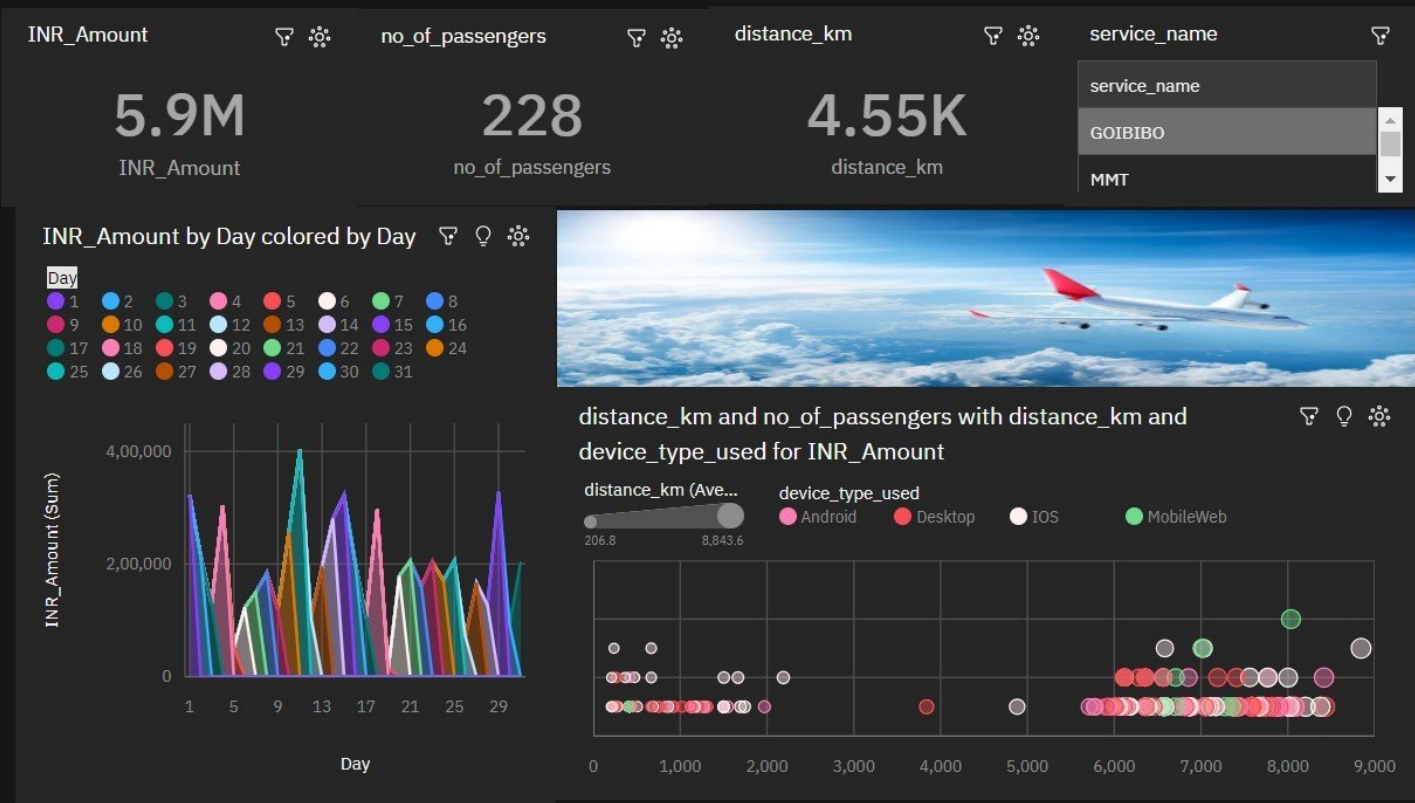 INR_Amount
5.9M
INR_Amount
no_of_passengers
228
no_of_passengers
distance_km
4.55K
distance_km
service_name
service_name
GOIBIBO
MMT
INR_Amount by Day colored by Day
Day
1 2 3 4 5 6 7 8
9 10 11 12 13 14 15 16
17 18 19 20 21 22 23 24
25 26 27 28 29 30 31
INR_Amount (Sum)
4,00,000
2,00,000
0
1 5 9 13 17 21 25 29
Day
distance_km and no_of_passengers with distance_km and
device_type_used for INR_Amount
distance_km (Ave...
206.8 8,843.6
device_type_used
Android Desktop IOS MobileWeb
0 1,000 2,000 3,000 4,000 5,000 6,000 7,000 8,000 9,000